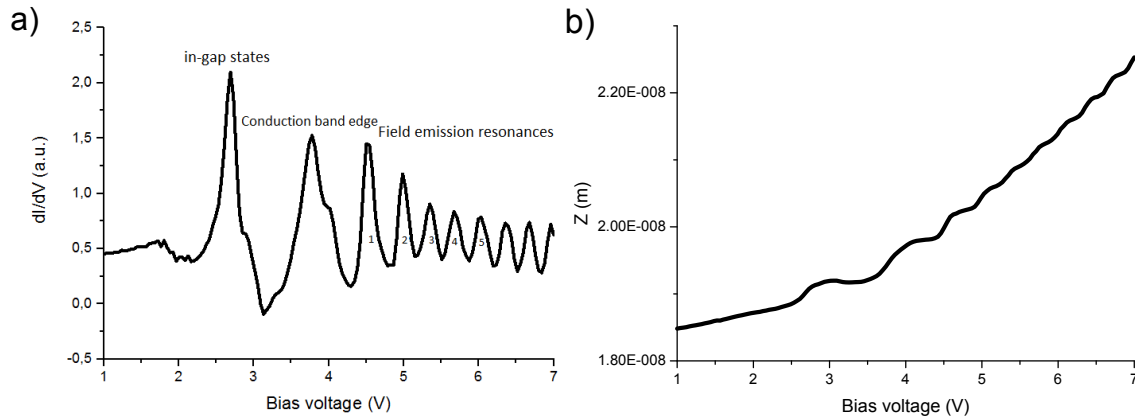 a)
in-gap states
Conduction band edge
Field emission resonances
1 2 3 4 5
2,5
2,0
1,5
1,0
0,5
0,0
-0,5
dI/dV (a.u.)
1 2 3 4 5 6 7
Bias voltage (V)
b)
2.20E-008
2.00E-008
1.80E-008
Z (m)
1 2 3 4 5 6 7
Bias voltage (V)